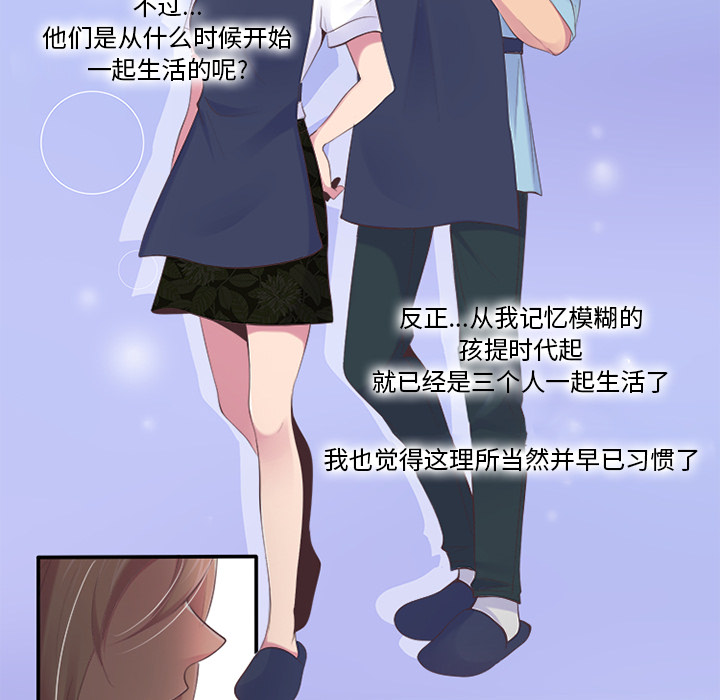 不过...
他们是从什么时候开始
一起生活的呢?
反正...从我记忆模糊的
孩提时代起
就已经是三个人一起生活了
我也觉得这理所当然并早已习惯了